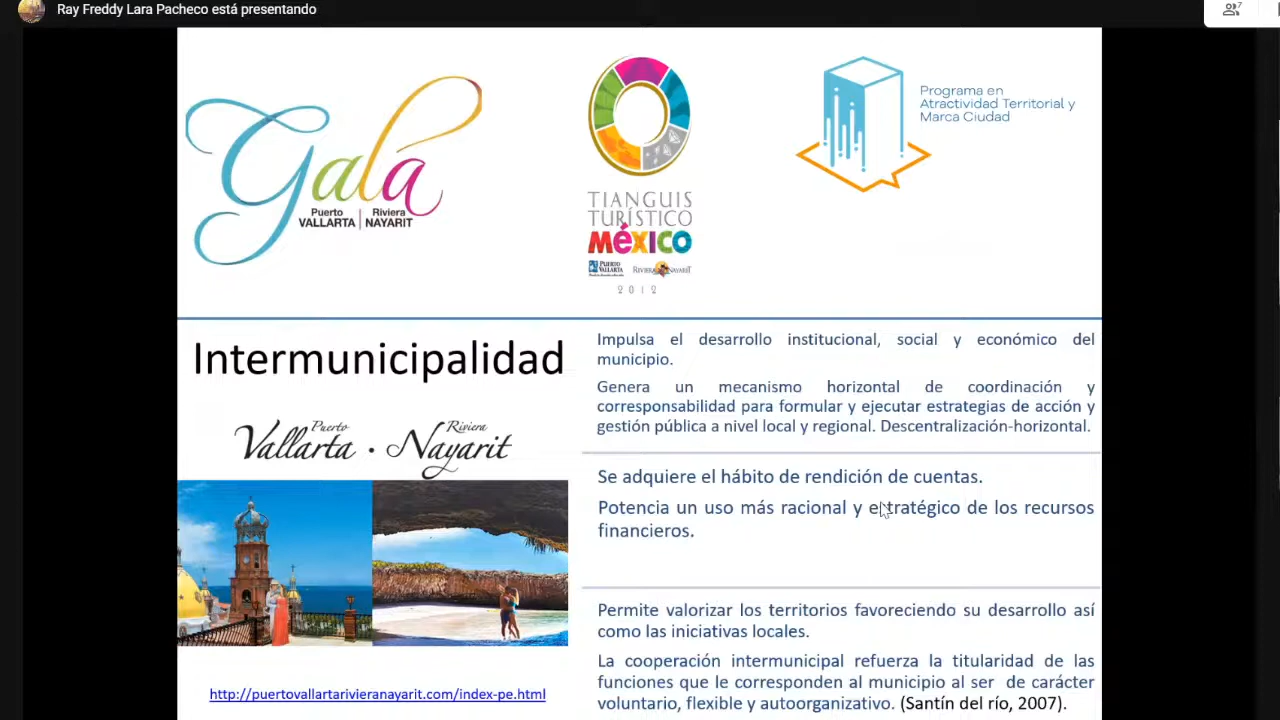 Ray Freddy Lara Pacheco está presentando
7
gala
Puerto VALLARTA | Riviera NAYARIT
TIANGUIS
TURÍSTICO
MéXICO
PUERTO VALLARTA RIVIERA NAYARIT
2012
Programa en
Atractividad Territorial y
Marca Ciudad
Intermunicipalidad
Puerto Vallarta · Riviera Nayarit
http://puertovallartarivieranayarit.com/index-pe.html
Impulsa el desarrollo institucional, social y económico del
municipio.
Genera un mecanismo horizontal de coordinación y
corresponsabilidad para formular y ejecutar estrategias de acción y
gestión pública a nivel local y regional. Descentralización-horizontal.
Se adquiere el hábito de rendición de cuentas.
Potencia un uso más racional y estratégico de los recursos
financieros.
Permite valorizar los territorios favoreciendo su desarrollo así
como las iniciativas locales.
La cooperación intermunicipal refuerza la titularidad de las
funciones que le corresponden al municipio al ser de carácter
voluntario, flexible y autoorganizativo. (Santín del río, 2007).